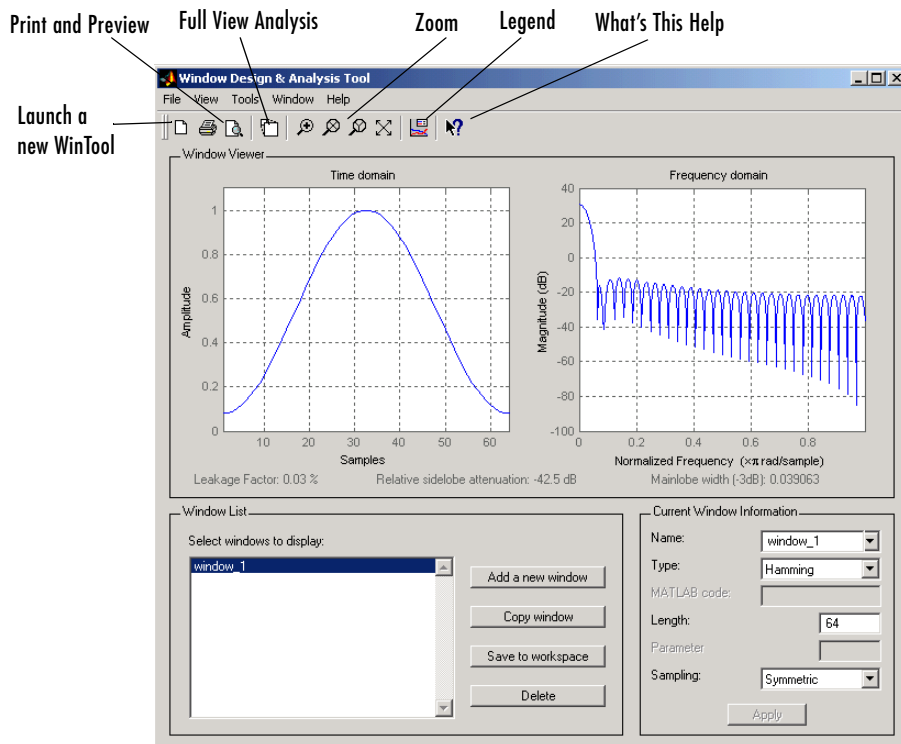 Print and Preview
Full View Analysis
Zoom
Legend
What's This Help
Launch a
new WinTool
Window Design & Analysis Tool
File View Tools Window Help
Window Viewer
Time domain
Frequency domain
1
0.8
0.6
0.4
0.2
0
Amplitude
10 20 30 40 50 60
Samples
40
20
0
-20
-40
-60
-80
-100
Magnitude (dB)
0 0.2 0.4 0.6 0.8
Normalized Frequency (×π rad/sample)
Leakage Factor: 0.03 %
Relative sidelobe attenuation: -42.5 dB
Mainlobe width (-3dB): 0.039063
Window List
Select windows to display:
window_1
Add a new window
Copy window
Save to workspace
Delete
Current Window Information
Name: window_1
Type: Hamming
MATLAB code:
Length: 64
Parameter
Sampling: Symmetric
Apply